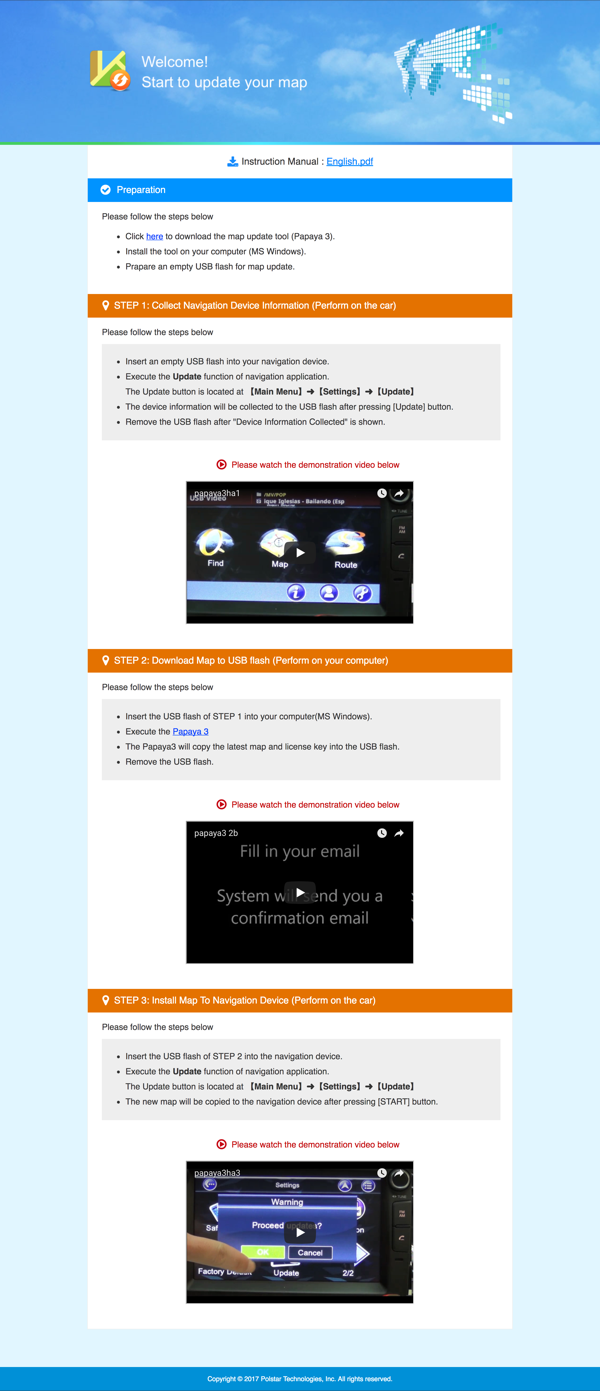 Welcome!
Start to update your map
Instruction Manual : English.pdf
Preparation
Please follow the steps below
Click here to download the map update tool (Papaya 3).
Install the tool on your computer (MS Windows).
Prapare an empty USB flash for map update.
STEP 1: Collect Navigation Device Information (Perform on the car)
Please follow the steps below
Insert an empty USB flash into your navigation device.
Execute the Update function of navigation application.
The Update button is located at 【Main Menu】➜【Settings】➜【Update】
The device information will be collected to the USB flash after pressing [Update] button.
Remove the USB flash after "Device Information Collected" is shown.
Please watch the demonstration video below
papaya3ha1
USB Video
/MV/POP
ique Iglesias - Bailando (Esp
Find
Map
Route
FM
AM
STEP 2: Download Map to USB flash (Perform on your computer)
Please follow the steps below
Insert the USB flash of STEP 1 into your computer(MS Windows).
Execute the Papaya 3
The Papaya3 will copy the latest map and license key into the USB flash.
Remove the USB flash.
Please watch the demonstration video below
papaya3 2b
Fill in your email
System will send you a
confirmation email
STEP 3: Install Map To Navigation Device (Perform on the car)
Please follow the steps below
Insert the USB flash of STEP 2 into the navigation device.
Execute the Update function of navigation application.
The Update button is located at 【Main Menu】➜【Settings】➜【Update】
The new map will be copied to the navigation device after pressing [START] button.
Please watch the demonstration video below
papaya3ha3
Settings
Warning
Proceed
OK
Cancel
Factory
Update
2/2
Copyright © 2017 Polstar Technologies, Inc. All rights reserved.